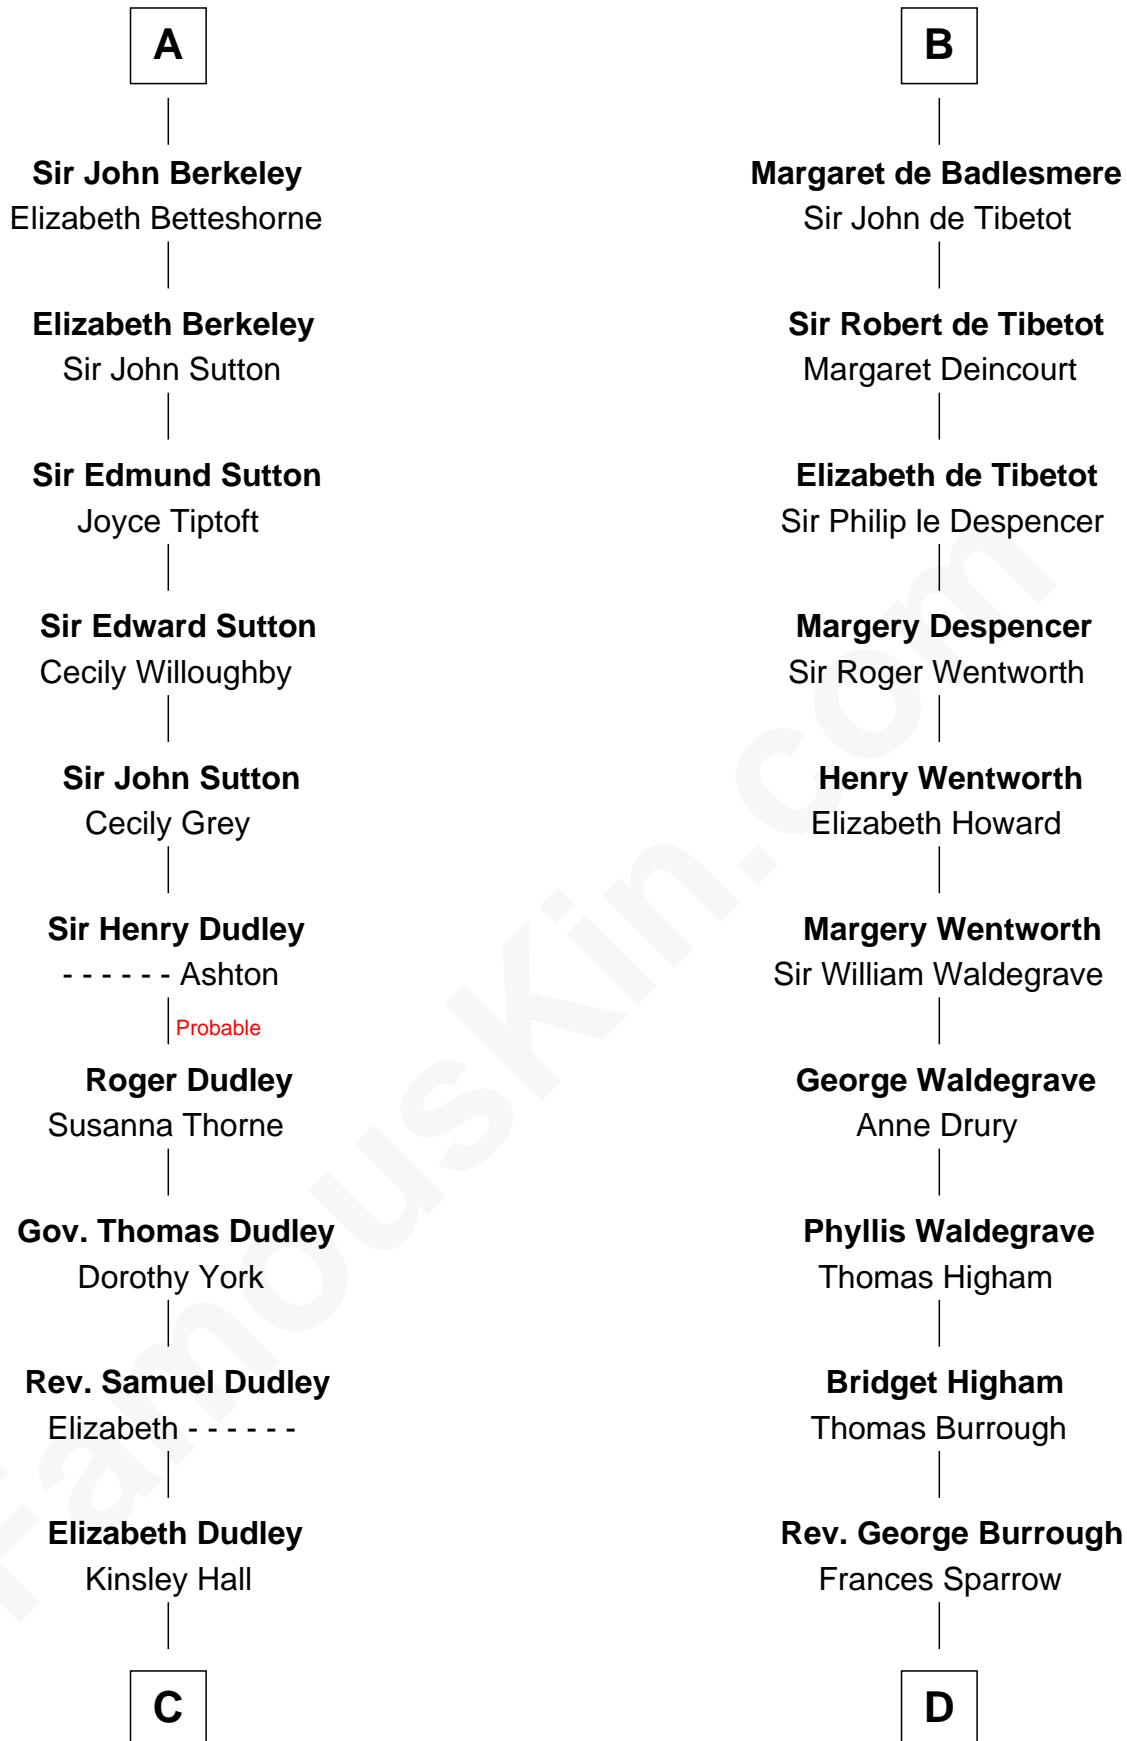 A
Sir John Berkeley
Elizabeth Betteshorne
Elizabeth Berkeley
Sir John Sutton
Sir Edmund Sutton
Joyce Tiptoft
Sir Edward Sutton
Cecily Willoughby
Sir John Sutton
Cecily Grey
Sir Henry Dudley
- - - - - - Ashton
Probable
Roger Dudley
Susanna Thorne
Gov. Thomas Dudley
Dorothy York
Rev. Samuel Dudley
Elizabeth - - - - - -
Elizabeth Dudley
Kinsley Hall
C
B
Margaret de Badlesmere
Sir John de Tibetot
Sir Robert de Tibetot
Margaret Deincourt
Elizabeth de Tibetot
Sir Philip le Despencer
Margery Despencer
Sir Roger Wentworth
Henry Wentworth
Elizabeth Howard
Margery Wentworth
Sir William Waldegrave
George Waldegrave
Anne Drury
Phyllis Waldegrave
Thomas Higham
Bridget Higham
Thomas Burrough
Rev. George Burrough
Frances Sparrow
D
FamousKin.com